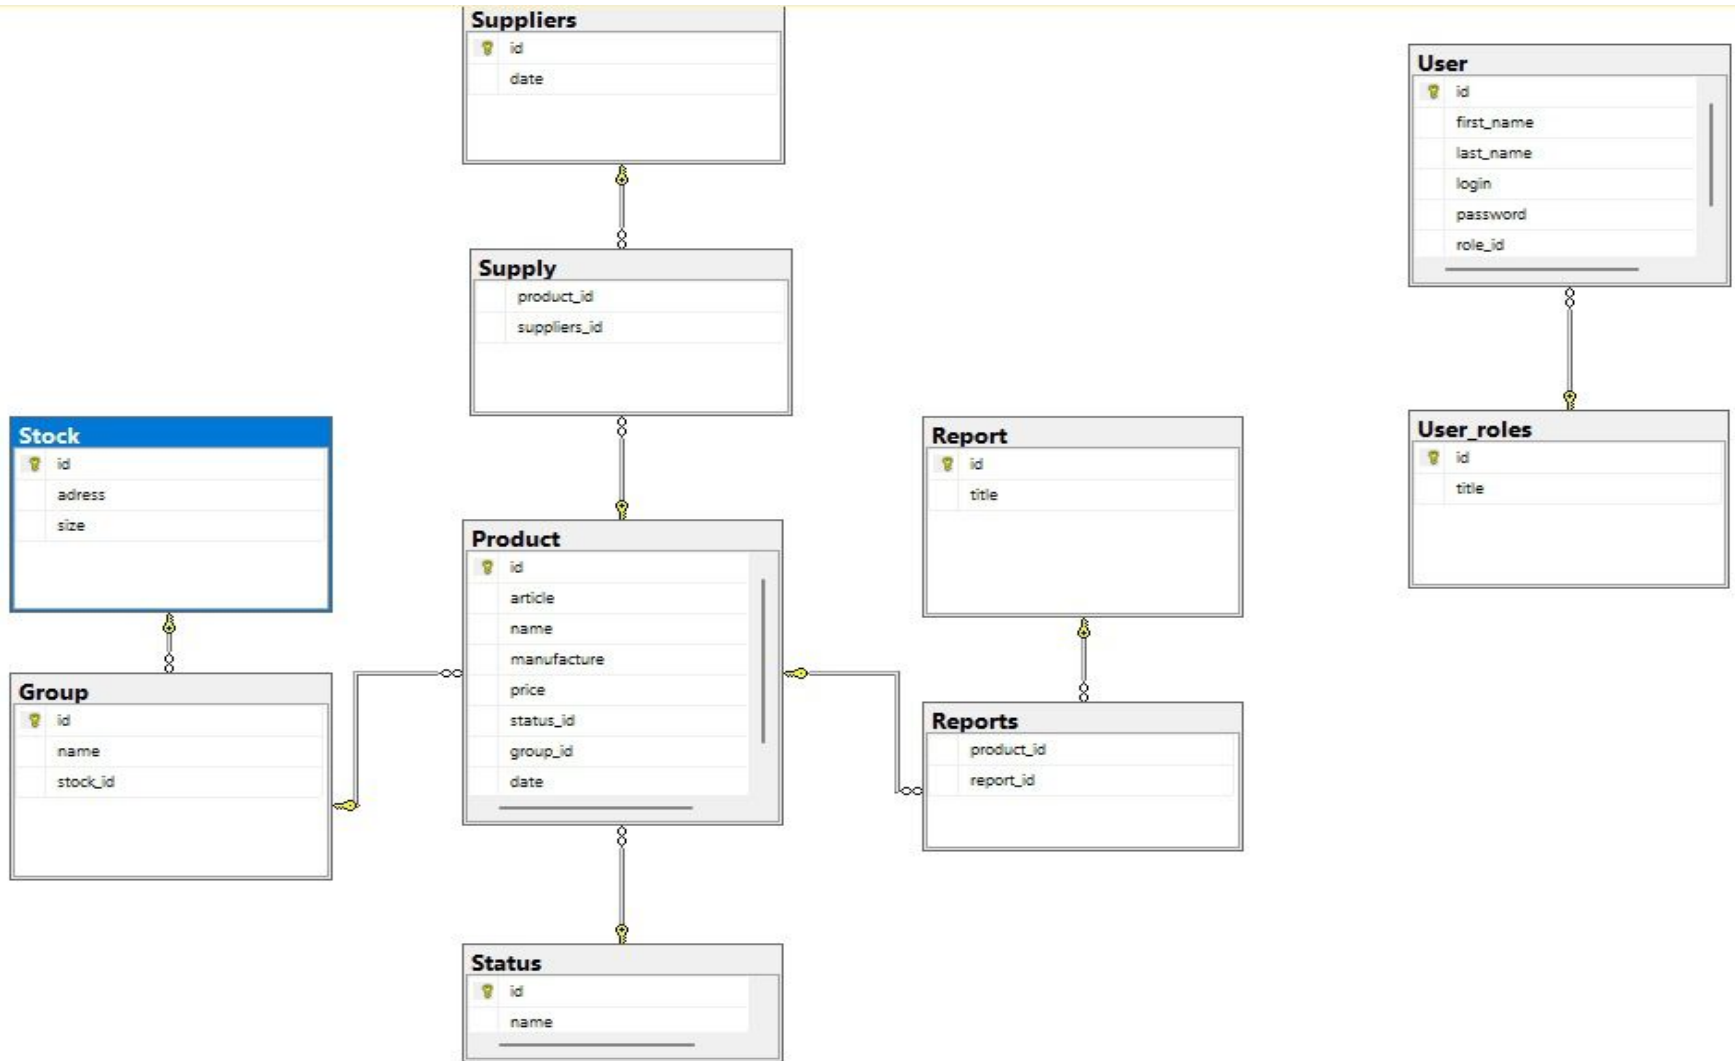 Suppliers
id
date
Supply
product_id
suppliers_id
Stock
id
adress
size
Group
id
name
stock_id
Product
id
article
name
manufacture
price
status_id
group_id
date
Status
id
name
Report
id
title
Reports
product_id
report_id
User
id
first_name
last_name
login
password
role_id
User_roles
id
title